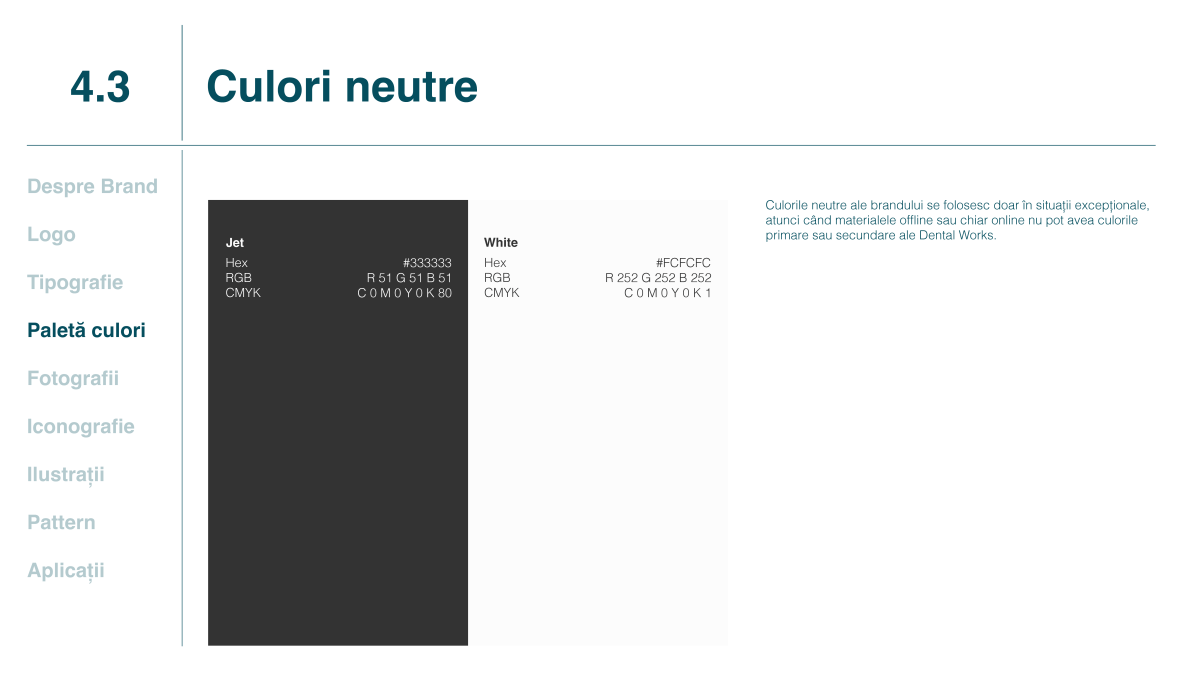 4.3
Culori neutre
Despre Brand
Logo
Tipografie
Paletă culori
Fotografii
Iconografie
Ilustrații
Pattern
Aplicații
Jet
Hex #333333
RGB R 51 G 51 B 51
CMYK C 0 M 0 Y 0 K 80
White
Hex #FCFCFC
RGB R 252 G 252 B 252
CMYK C 0 M 0 Y 0 K 1
Culorile neutre ale brandului se folosesc doar în situații excepționale,
atunci când materialele offline sau chiar online nu pot avea culorile
primare sau secundare ale Dental Works.